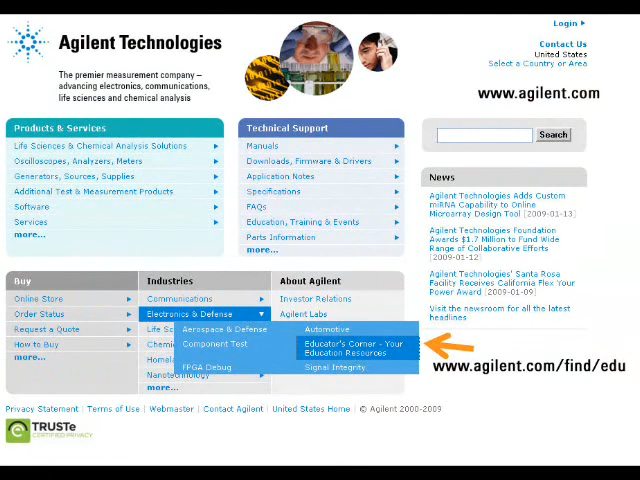 Login
Agilent Technologies
Contact Us
United States
Select a Country or Area
The premier measurement company –
advancing electronics, communications,
life sciences and chemical analysis
www.agilent.com
Products & Services
Life Sciences & Chemical Analysis Solutions
Oscilloscopes, Analyzers, Meters
Generators, Sources, Supplies
Additional Test & Measurement Products
Software
Services
more...
Technical Support
Manuals
Downloads, Firmware & Drivers
Application Notes
Specifications
FAQs
Education, Training & Events
Parts Information
more...
Search
News
Agilent Technologies Adds Custom
miRNA Capability to Online
Microarray Design Tool [2009-01-13]
Agilent Technologies Foundation
Awards $1.7 Million to Fund Wide
Range of Collaborative Efforts
[2009-01-12]
Agilent Technologies' Santa Rosa
Facility Receives California Flex Your
Power Award [2009-01-09]
Visit the newsroom for all the latest
headlines
Buy
Online Store
Order Status
Request a Quote
How to Buy
more...
Industries
Communications
Electronics & Defense
Life Sc
Chemic
Homela
Nanotechnology
more...
About Agilent
Investor Relations
Agilent Labs
Aerospace & Defense
Component Test
FPGA Debug
Automotive
Educator's Corner - Your
Education Resources
Signal Integrity
www.agilent.com/find/edu
Privacy Statement | Terms of Use | Webmaster | Contact Agilent | United States Home | © Agilent 2000-2009
TRUSTe
CERTIFIED PRIVACY